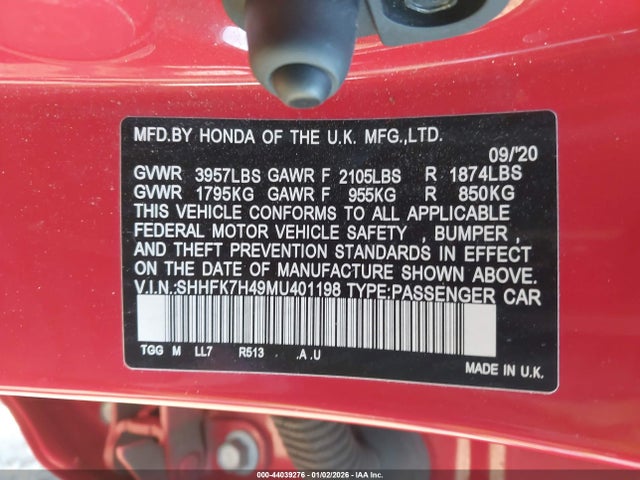 MFD.BY HONDA OF THE U.K. MFG.,LTD.
09/'20
GVWR 3957LBS GAWR F 2105LBS R 1874LBS
GVWR 1795KG GAWR F 955KG R 850KG
THIS VEHICLE CONFORMS TO ALL APPLICABLE
FEDERAL MOTOR VEHICLE SAFETY , BUMPER ,
AND THEFT PREVENTION STANDARDS IN EFFECT
ON THE DATE OF MANUFACTURE SHOWN ABOVE.
V.I.N.:SHHFK7H49MU401198 TYPE:PASSENGER CAR
TGG M LL7 R513 .A .U
MADE IN U.K.
000-44039276 - 01/02/2026 - IAA Inc.